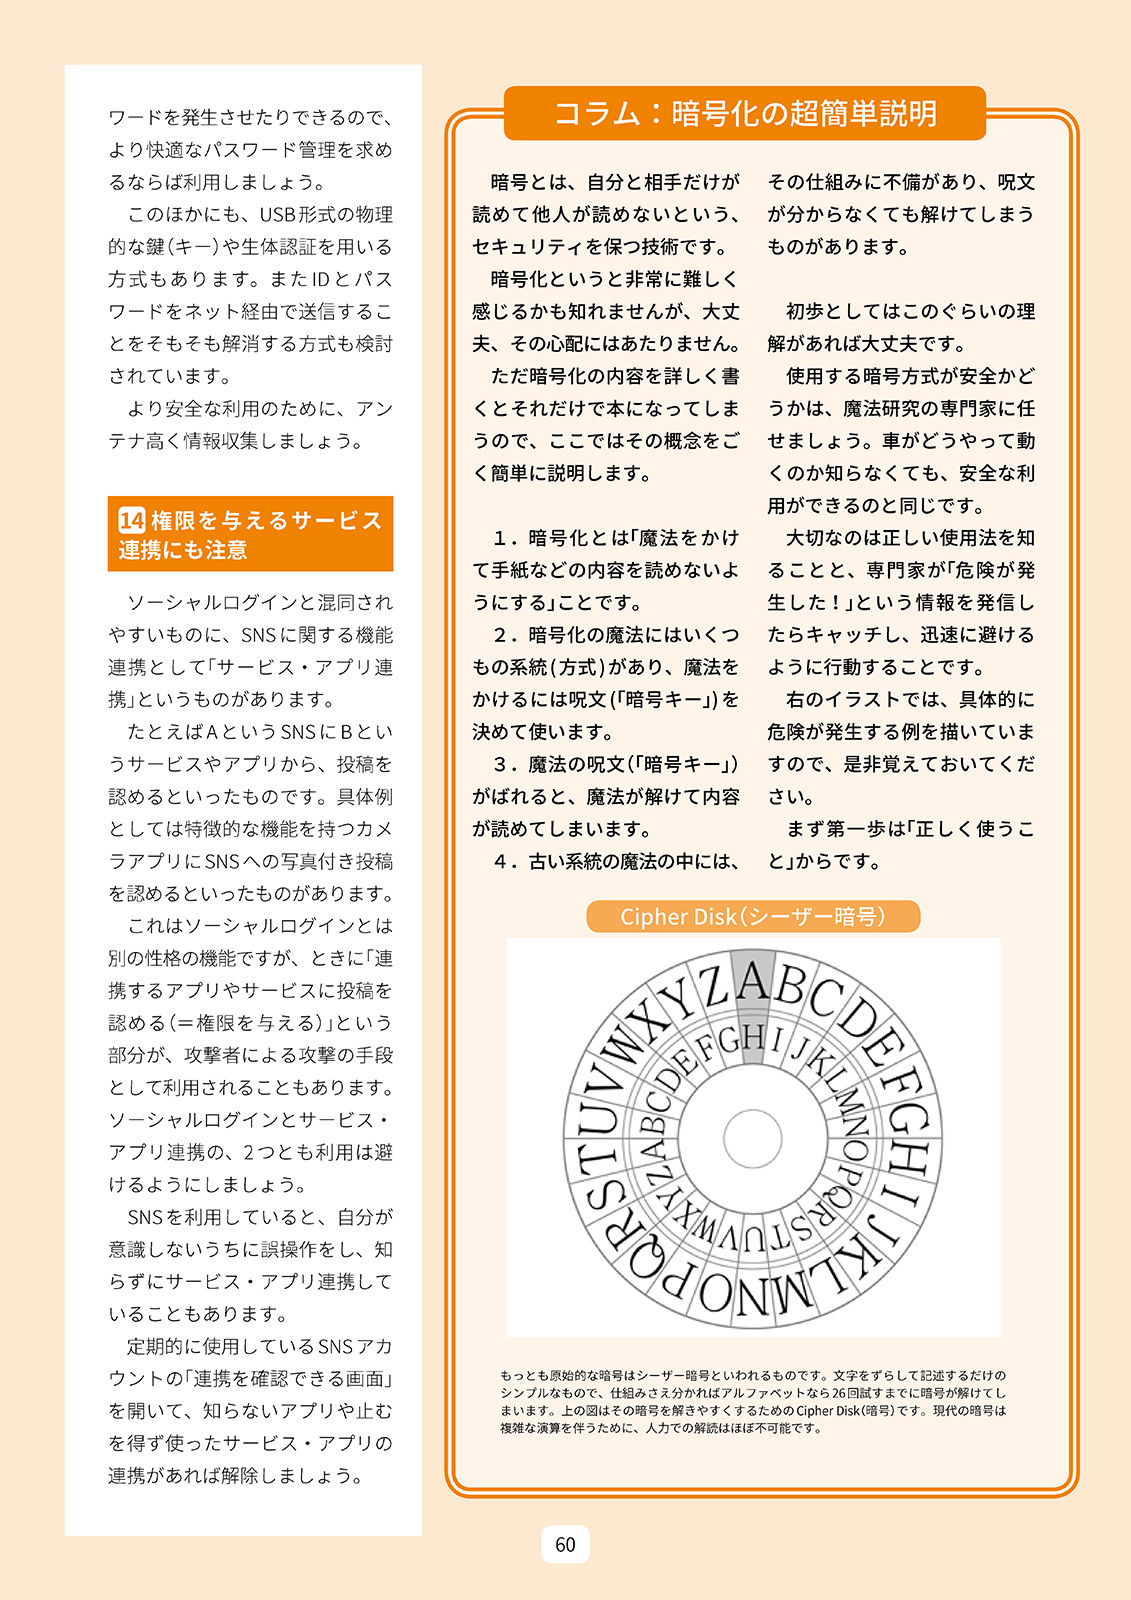 ワードを発生させたりできるので、
より快適なパスワード管理を求め
るならば利用しましょう。
このほかにも、USB形式の物理
的な鍵(キー)や生体認証を用いる
方式もあります。またIDとパス
ワードをネット経由で送信するこ
とをそもそも解消する方式も検討
されています。
より安全な利用のために、アン
テナ高く情報収集しましょう。
14権限を与えるサービス
連携にも注意
ソーシャルログインと混同され
やすいものに、SNSに関する機能
連携として「サービス・アプリ連
携」というものがあります。
たとえばAというSNSにBとい
うサービスやアプリから、投稿を
認めるといったものです。具体例
としては特徴的な機能を持つカメ
ラアプリにSNSへの写真付き投稿
を認めるといったものがあります。
これはソーシャルログインとは
別の性格の機能ですが、ときに「連
携するアプリやサービスに投稿を
認める(=権限を与える)」という
部分が、攻撃者による攻撃の手段
として利用されることもあります。
ソーシャルログインとサービス・
アプリ連携の、2つとも利用は避
けるようにしましょう。
SNSを利用していると、自分が
意識しないうちに誤操作をし、知
らずにサービス・アプリ連携して
いることもあります。
定期的に使用しているSNSアカ
ウントの「連携を確認できる画面」
を開いて、知らないアプリや止む
を得ず使ったサービス・アプリの
連携があれば解除しましょう。
コラム:暗号化の超簡単説明
暗号とは、自分と相手だけが
読めて他人が読めないという、
セキュリティを保つ技術です。
暗号化というと非常に難しく
感じるかも知れませんが、大丈
夫、その心配にはあたりません。
ただ暗号化の内容を詳しく書
くとそれだけで本になってしま
うので、ここではその概念をご
く簡単に説明します。
1.暗号化とは「魔法をかけ
て手紙などの内容を読めないよ
うにする」ことです。
2.暗号化の魔法にはいくつ
もの系統(方式)があり、魔法を
かけるには呪文(「暗号キー」)を
決めて使います。
3.魔法の呪文(「暗号キー」)
がばれると、魔法が解けて内容
が読めてしまいます。
4.古い系統の魔法の中には、
その仕組みに不備があり、呪文
が分からなくても解けてしまう
ものがあります。
初歩としてはこのぐらいの理
解があれば大丈夫です。
使用する暗号方式が安全かど
うかは、魔法研究の専門家に任
せましょう。車がどうやって動
くのか知らなくても、安全な利
用ができるのと同じです。
大切なのは正しい使用法を知
ることと、専門家が「危険が発
生した!」という情報を発信し
たらキャッチし、迅速に避ける
ように行動することです。
右のイラストでは、具体的に
危険が発生する例を描いていま
すので、是非覚えておいてくだ
さい。
まず第一歩は「正しく使うこ
と」からです。
Cipher Disk(シーザー暗号)
ABCDEFGHIJKLMNOPQRSTUVWXYZ
HIJKLMNOPQRSTUVWXYZABCDEFG
もっとも原始的な暗号はシーザー暗号といわれるものです。文字をずらして記述するだけの
シンプルなもので、仕組みさえ分かればアルファベットなら26回試すまでに暗号が解けてし
まいます。上の図はその暗号を解きやすくするためのCipher Disk(暗号)です。現代の暗号は
複雑な演算を伴うために、人力での解読はほぼ不可能です。
60